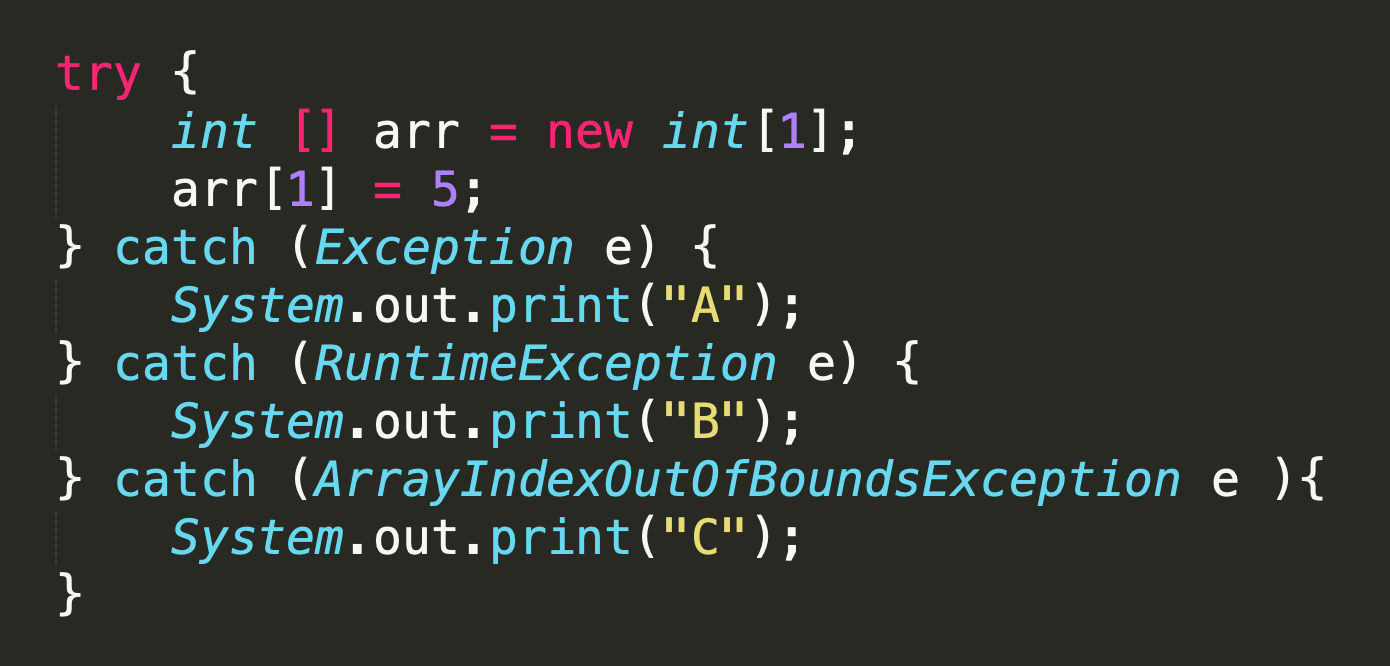 try {
    int [] arr = new int[1];
    arr[1] = 5;
} catch (Exception e) {
    System.out.print("A");
} catch (RuntimeException e) {
    System.out.print("B");
} catch (ArrayIndexOutOfBoundsException e ){
    System.out.print("C");
}